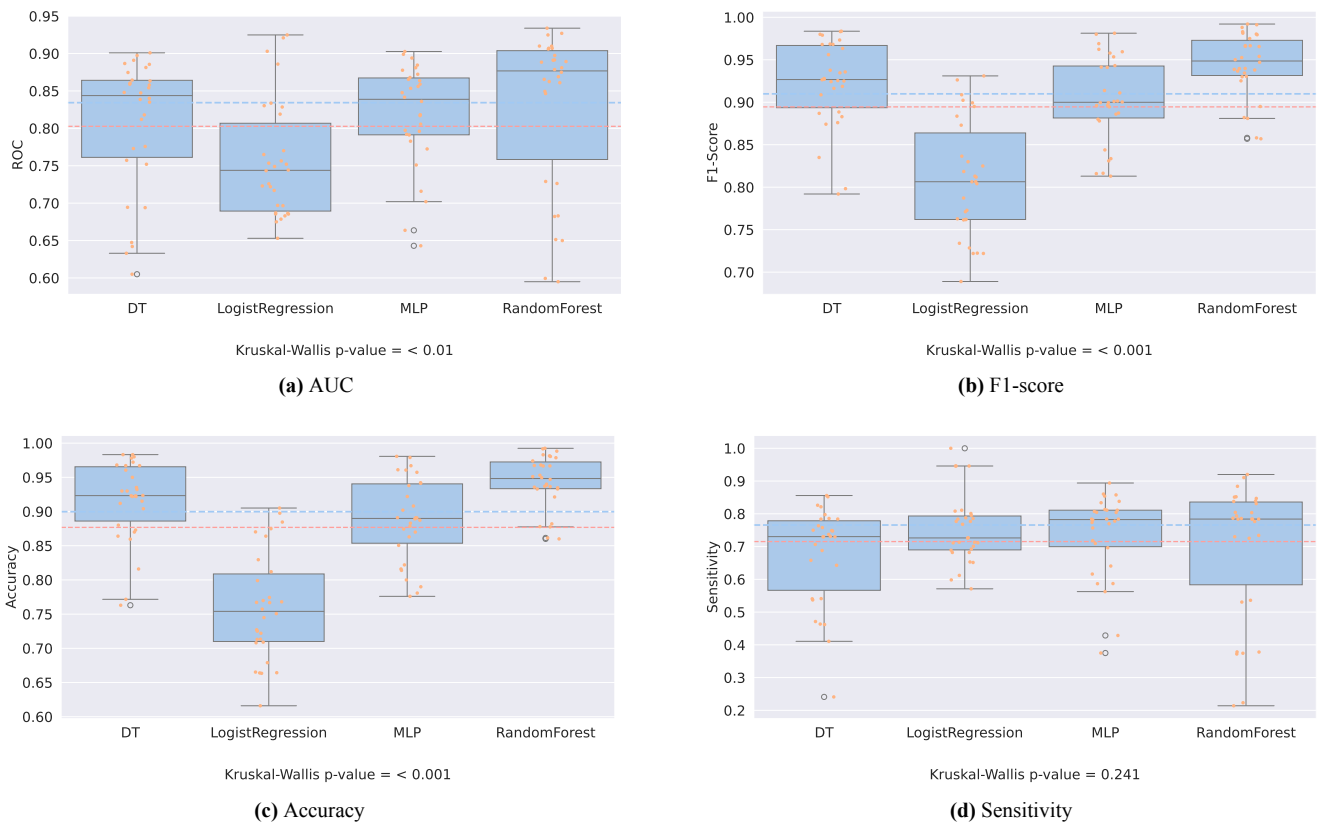 0.95
0.90
0.85
0.80
0.75
0.70
0.65
0.60
ROC
DT LogistRegression MLP RandomForest
Kruskal-Wallis p-value = < 0.01
(a) AUC
1.00
0.95
0.90
0.85
0.80
0.75
0.70
F1-Score
DT LogistRegression MLP RandomForest
Kruskal-Wallis p-value = < 0.001
(b) F1-score
1.00
0.95
0.90
0.85
0.80
0.75
0.70
0.65
0.60
Accuracy
DT LogistRegression MLP RandomForest
Kruskal-Wallis p-value = < 0.001
(c) Accuracy
1.0
0.9
0.8
0.7
0.6
0.5
0.4
0.3
0.2
Sensitivity
DT LogistRegression MLP RandomForest
Kruskal-Wallis p-value = 0.241
(d) Sensitivity